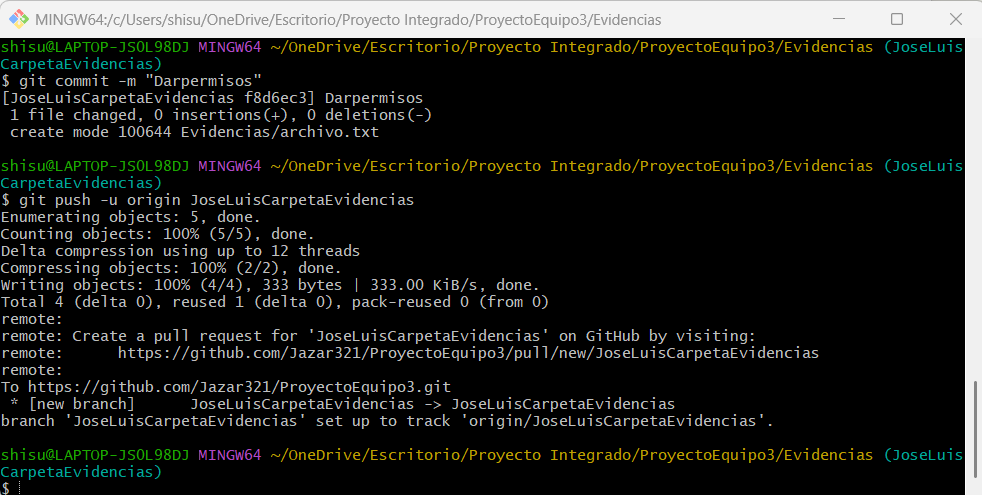 MINGW64:/c/Users/shisu/OneDrive/Escritorio/Proyecto Integrado/ProyectoEquipo3/Evidencias
shisu@LAPTOP-JSOL98DJ MINGW64 ~/OneDrive/Escritorio/Proyecto Integrado/ProyectoEquipo3/Evidencias (JoseLuis
CarpetaEvidencias)
$ git commit -m "Darpermisos"
[JoseLuisCarpetaEvidencias f8d6ec3] Darpermisos
 1 file changed, 0 insertions(+), 0 deletions(-)
 create mode 100644 Evidencias/archivo.txt
shisu@LAPTOP-JSOL98DJ MINGW64 ~/OneDrive/Escritorio/Proyecto Integrado/ProyectoEquipo3/Evidencias (JoseLuis
CarpetaEvidencias)
$ git push -u origin JoseLuisCarpetaEvidencias
Enumerating objects: 5, done.
Counting objects: 100% (5/5), done.
Delta compression using up to 12 threads
Compressing objects: 100% (2/2), done.
Writing objects: 100% (4/4), 333 bytes | 333.00 KiB/s, done.
Total 4 (delta 0), reused 1 (delta 0), pack-reused 0 (from 0)
remote:
remote: Create a pull request for 'JoseLuisCarpetaEvidencias' on GitHub by visiting:
remote:      https://github.com/Jazar321/ProyectoEquipo3/pull/new/JoseLuisCarpetaEvidencias
remote:
To https://github.com/Jazar321/ProyectoEquipo3.git
 * [new branch]      JoseLuisCarpetaEvidencias -> JoseLuisCarpetaEvidencias
branch 'JoseLuisCarpetaEvidencias' set up to track 'origin/JoseLuisCarpetaEvidencias'.
shisu@LAPTOP-JSOL98DJ MINGW64 ~/OneDrive/Escritorio/Proyecto Integrado/ProyectoEquipo3/Evidencias (JoseLuis
CarpetaEvidencias)
$